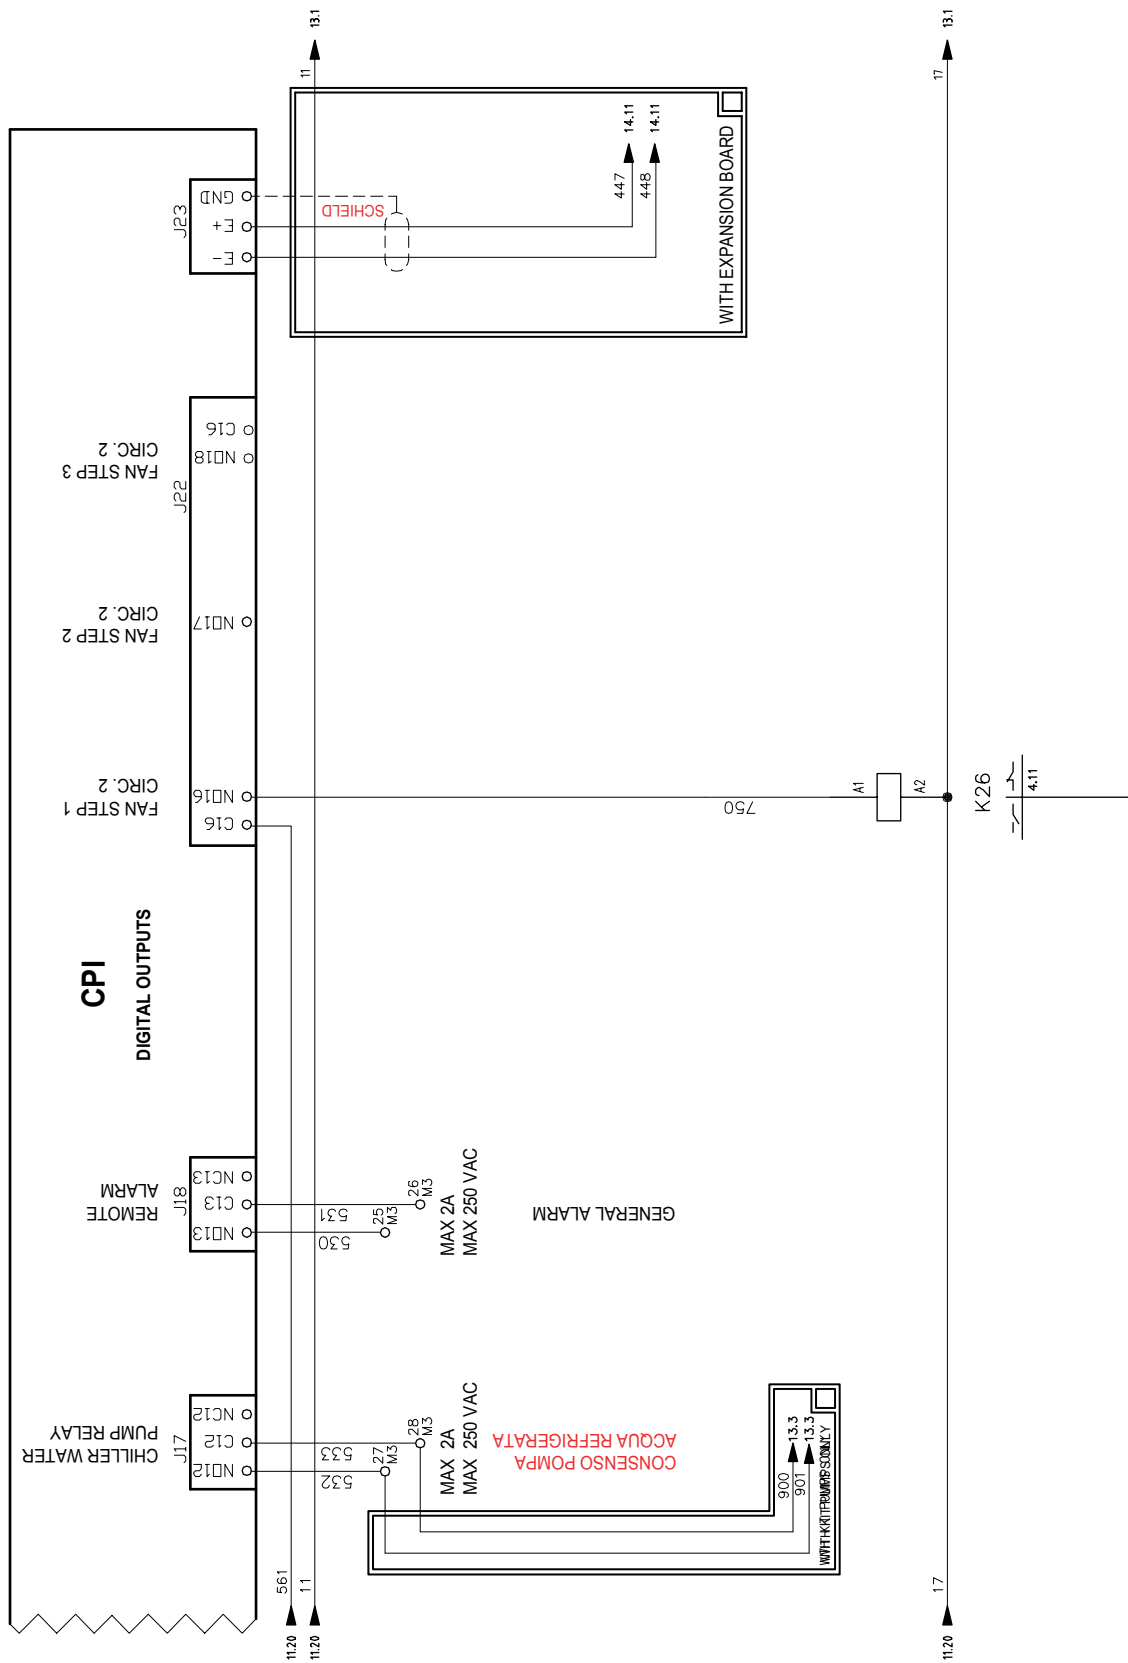 13.1
13.1
11
17
J23
GND
E+
E-
SCHIELD
447
448
14.11
14.11
WITH EXPANSION BOARD
FAN STEP 3
CIRC. 2
J22
C16
NO18
FAN STEP 2
CIRC. 2
NO17
FAN STEP 1
CIRC. 2
NO16
C16
750
A1
A2
K26
4.11
CPI
DIGITAL OUTPUTS
REMOTE
ALARM
J18
NC13
C13
NO13
531
530
25
M3
26
M3
MAX 2A
MAX 250 VAC
GENERAL ALARM
CHILLER WATER
PUMP RELAY
J17
NC12
C12
NO12
533
532
27
M3
28
M3
MAX 2A
MAX 250 VAC
CONSENSO POMPA
ACQUA REFRIGERATA
900
901
13.3
13.3
561
11
17
11.20
11.20
11.20